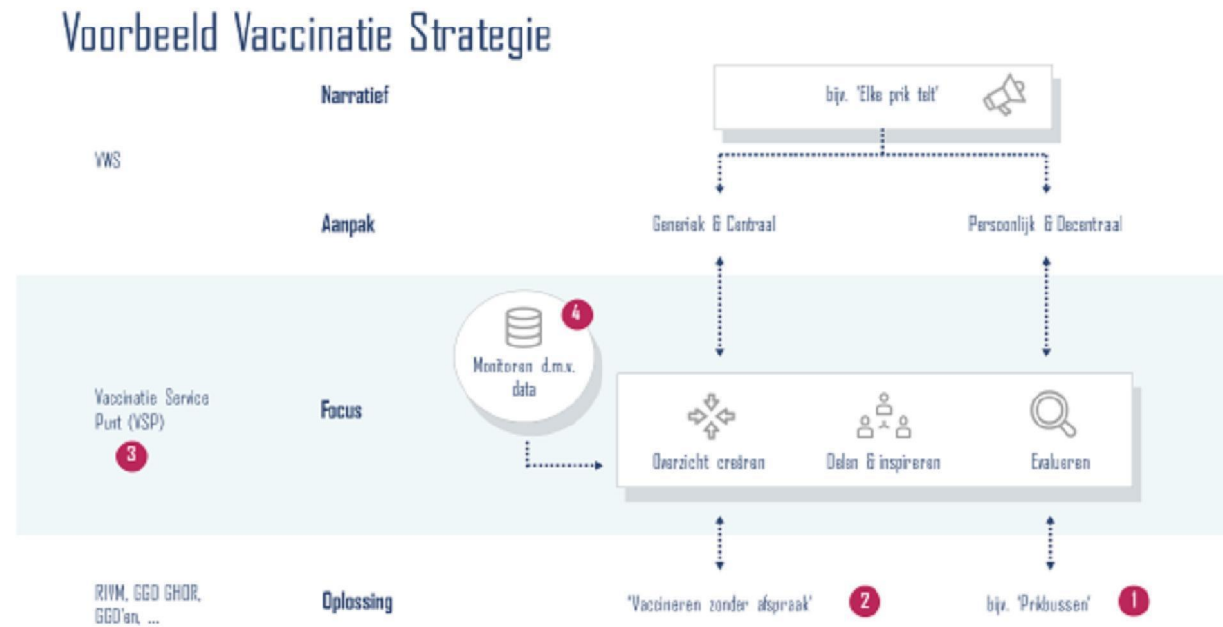 Voorbeeld Vaccinatie Strategie
Narratief
bijv. 'Elke prik telt'
VWS
Aanpak
Generiek & Centraal
Persoonlijk & Decentraal
4
Monitoren d.m.v.
data
Vaccinatie Service
Punt (VSP)
3
Focus
Overzicht creëren
Delen & inspireren
Evalueren
RIVM, GGD GHOR,
GGD'en, ...
Oplossing
'Vaccineren zonder afspraak'
2
bijv. 'Prikbussen'
1